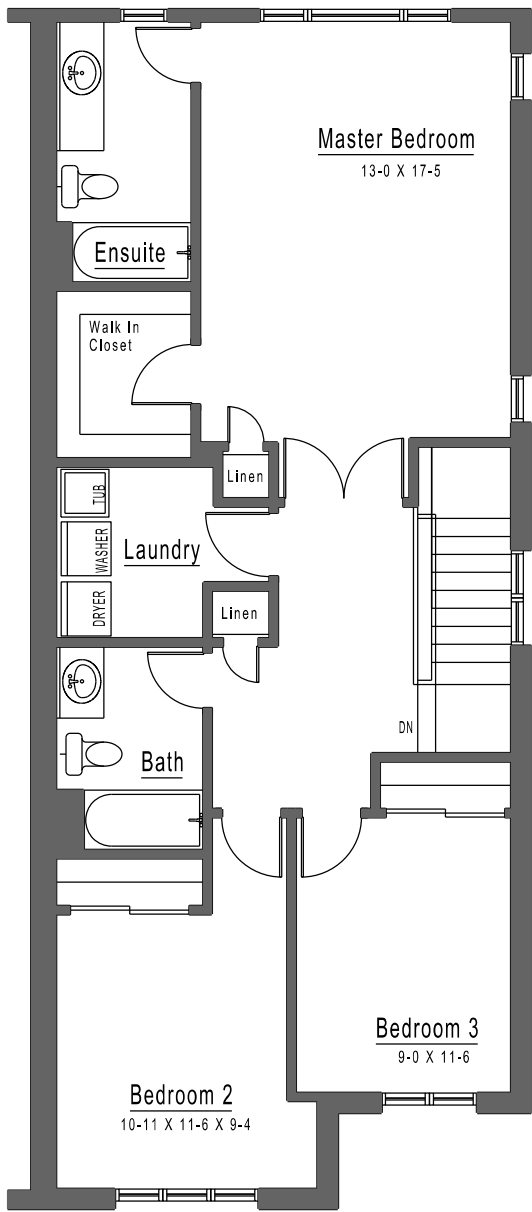 Master Bedroom
13-0 X 17-5
Ensuite
Walk In
Closet
Linen
TUB
Laundry
WASHER
DRYER
Linen
DN
Bath
Bedroom 3
9-0 X 11-6
Bedroom 2
10-11 X 11-6 X 9-4